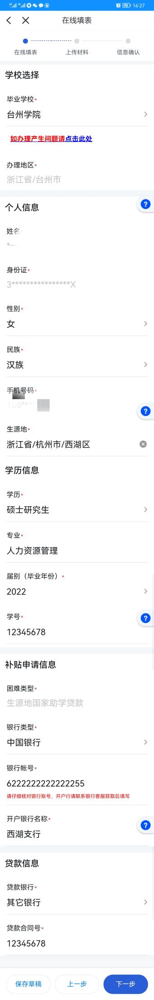 16:27
在线填表
在线填表
上传材料
信息确认
学校选择
毕业学校*
台州学院
如办理产生问题请点击此处
办理地区*
浙江省/台州市
个人信息
姓名
身份证*
3****************X
性别*
女
民族*
汉族
手机号码*
生源地*
浙江省/杭州市/西湖区
学历信息
学历*
硕士研究生
专业*
人力资源管理
届别（毕业年份）*
2022
学号*
12345678
补贴申请信息
困难类型*
生源地国家助学贷款
银行类型*
中国银行
银行帐号*
6222222222222255
请仔细核对银行账号，开户行请联系银行客服获取后填写
开户银行名称*
西湖支行
贷款信息
贷款银行*
其它银行
贷款合同号*
12345678
保存草稿
上一步
下一步